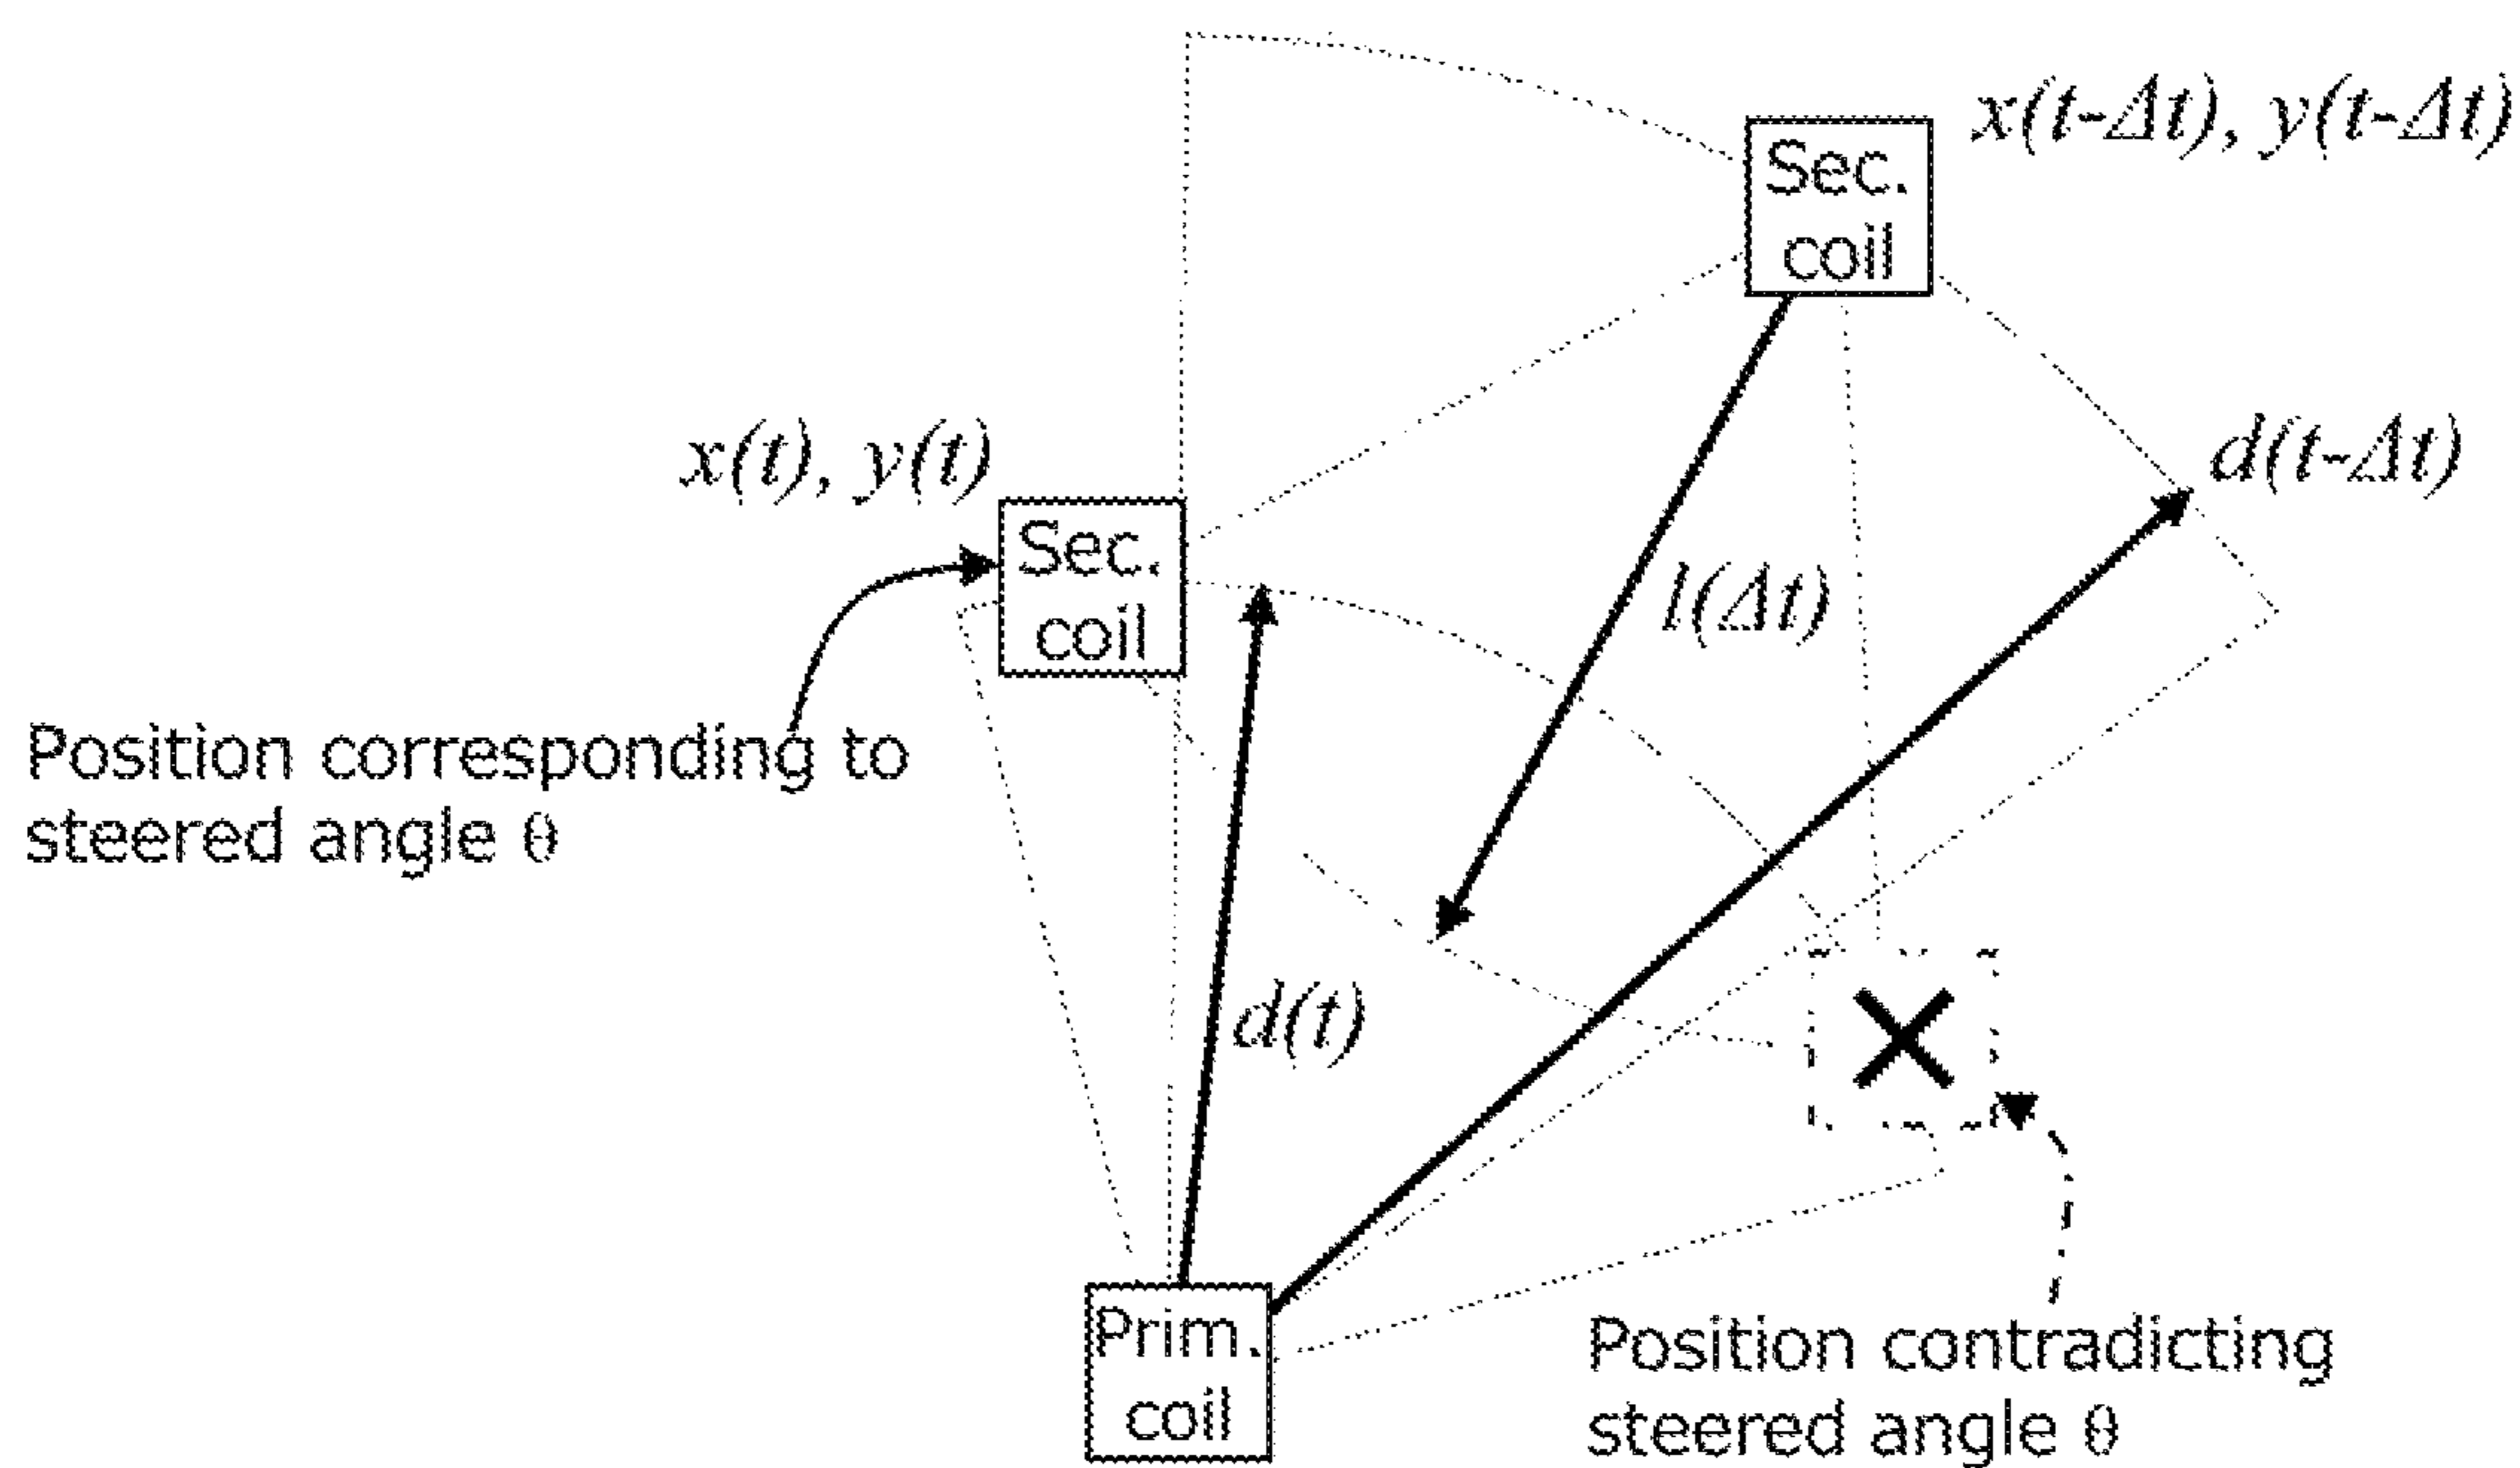 x(t-Δt), y(t-Δt)
Sec.
coil
x(t), y(t)
d(t-Δt)
Sec.
coil
l(Δt)
Position corresponding to
steered angle θ
d(t)
Prim.
coil
Position contradicting
steered angle θ